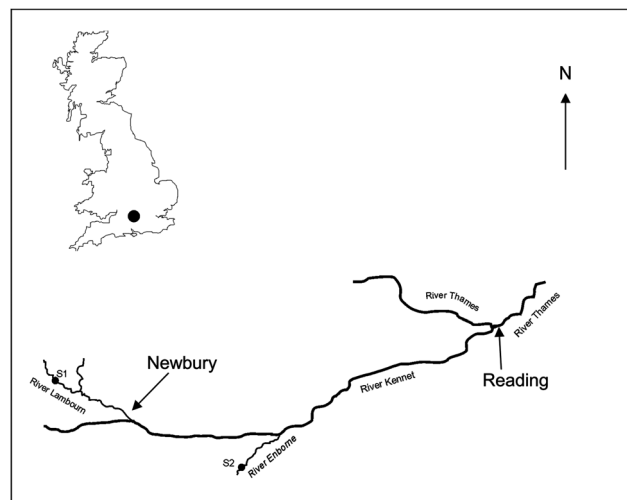 N
River Thames
River Thames
Reading
River Kennet
Newbury
S1
River Lambourn
S2
River Enborne